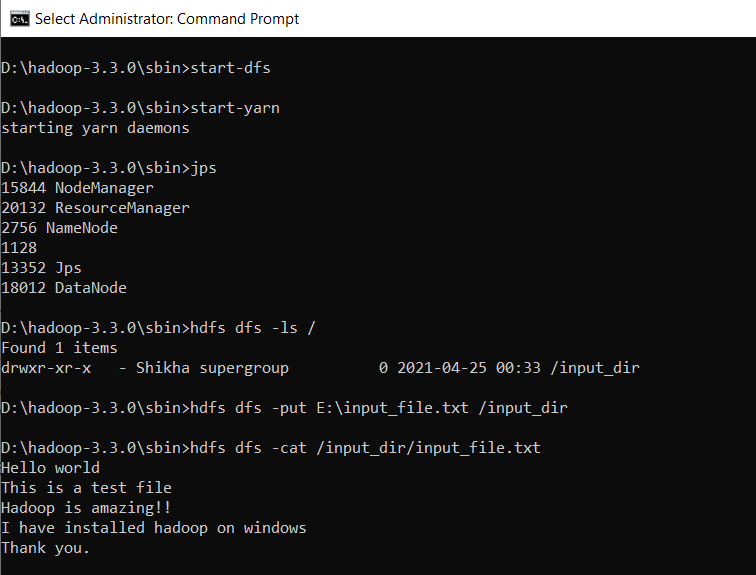 Select Administrator: Command Prompt
D:\hadoop-3.3.0\sbin>start-dfs
D:\hadoop-3.3.0\sbin>start-yarn
starting yarn daemons
D:\hadoop-3.3.0\sbin>jps
15844 NodeManager
20132 ResourceManager
2756 NameNode
1128
13352 Jps
18012 DataNode
D:\hadoop-3.3.0\sbin>hdfs dfs -ls /
Found 1 items
drwxr-xr-x   - Shikha supergroup          0 2021-04-25 00:33 /input_dir
D:\hadoop-3.3.0\sbin>hdfs dfs -put E:\input_file.txt /input_dir
D:\hadoop-3.3.0\sbin>hdfs dfs -cat /input_dir/input_file.txt
Hello world
This is a test file
Hadoop is amazing!!
I have installed hadoop on windows
Thank you.